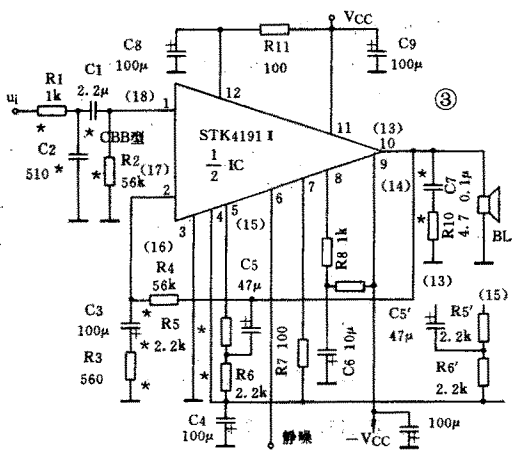 VCC
C8
100μ
R11
100
C9
100μ
③
R1
1k
C1
2.2μ
ui
(18)
1
12
11
(13)
10
STK4191 Ⅱ
1/2 IC
* CBB型
C2
510 *
* R2
56k
(17)
2
9
8
7
6
5
4
3
(14)
(15)
(16)
* C7
0.1μ
* R10
4.7
BL
R8 1k
R4
56k
C5
47μ
C3
100μ
*
R5
2.2k
*
*
R3
560
*
*
R6
2.2k
R7 100
C6 10μ
(13)
C5'
47μ
(15)
R5'
2.2k
R6'
2.2k
C4
100μ
静噪
-VCC
100μ